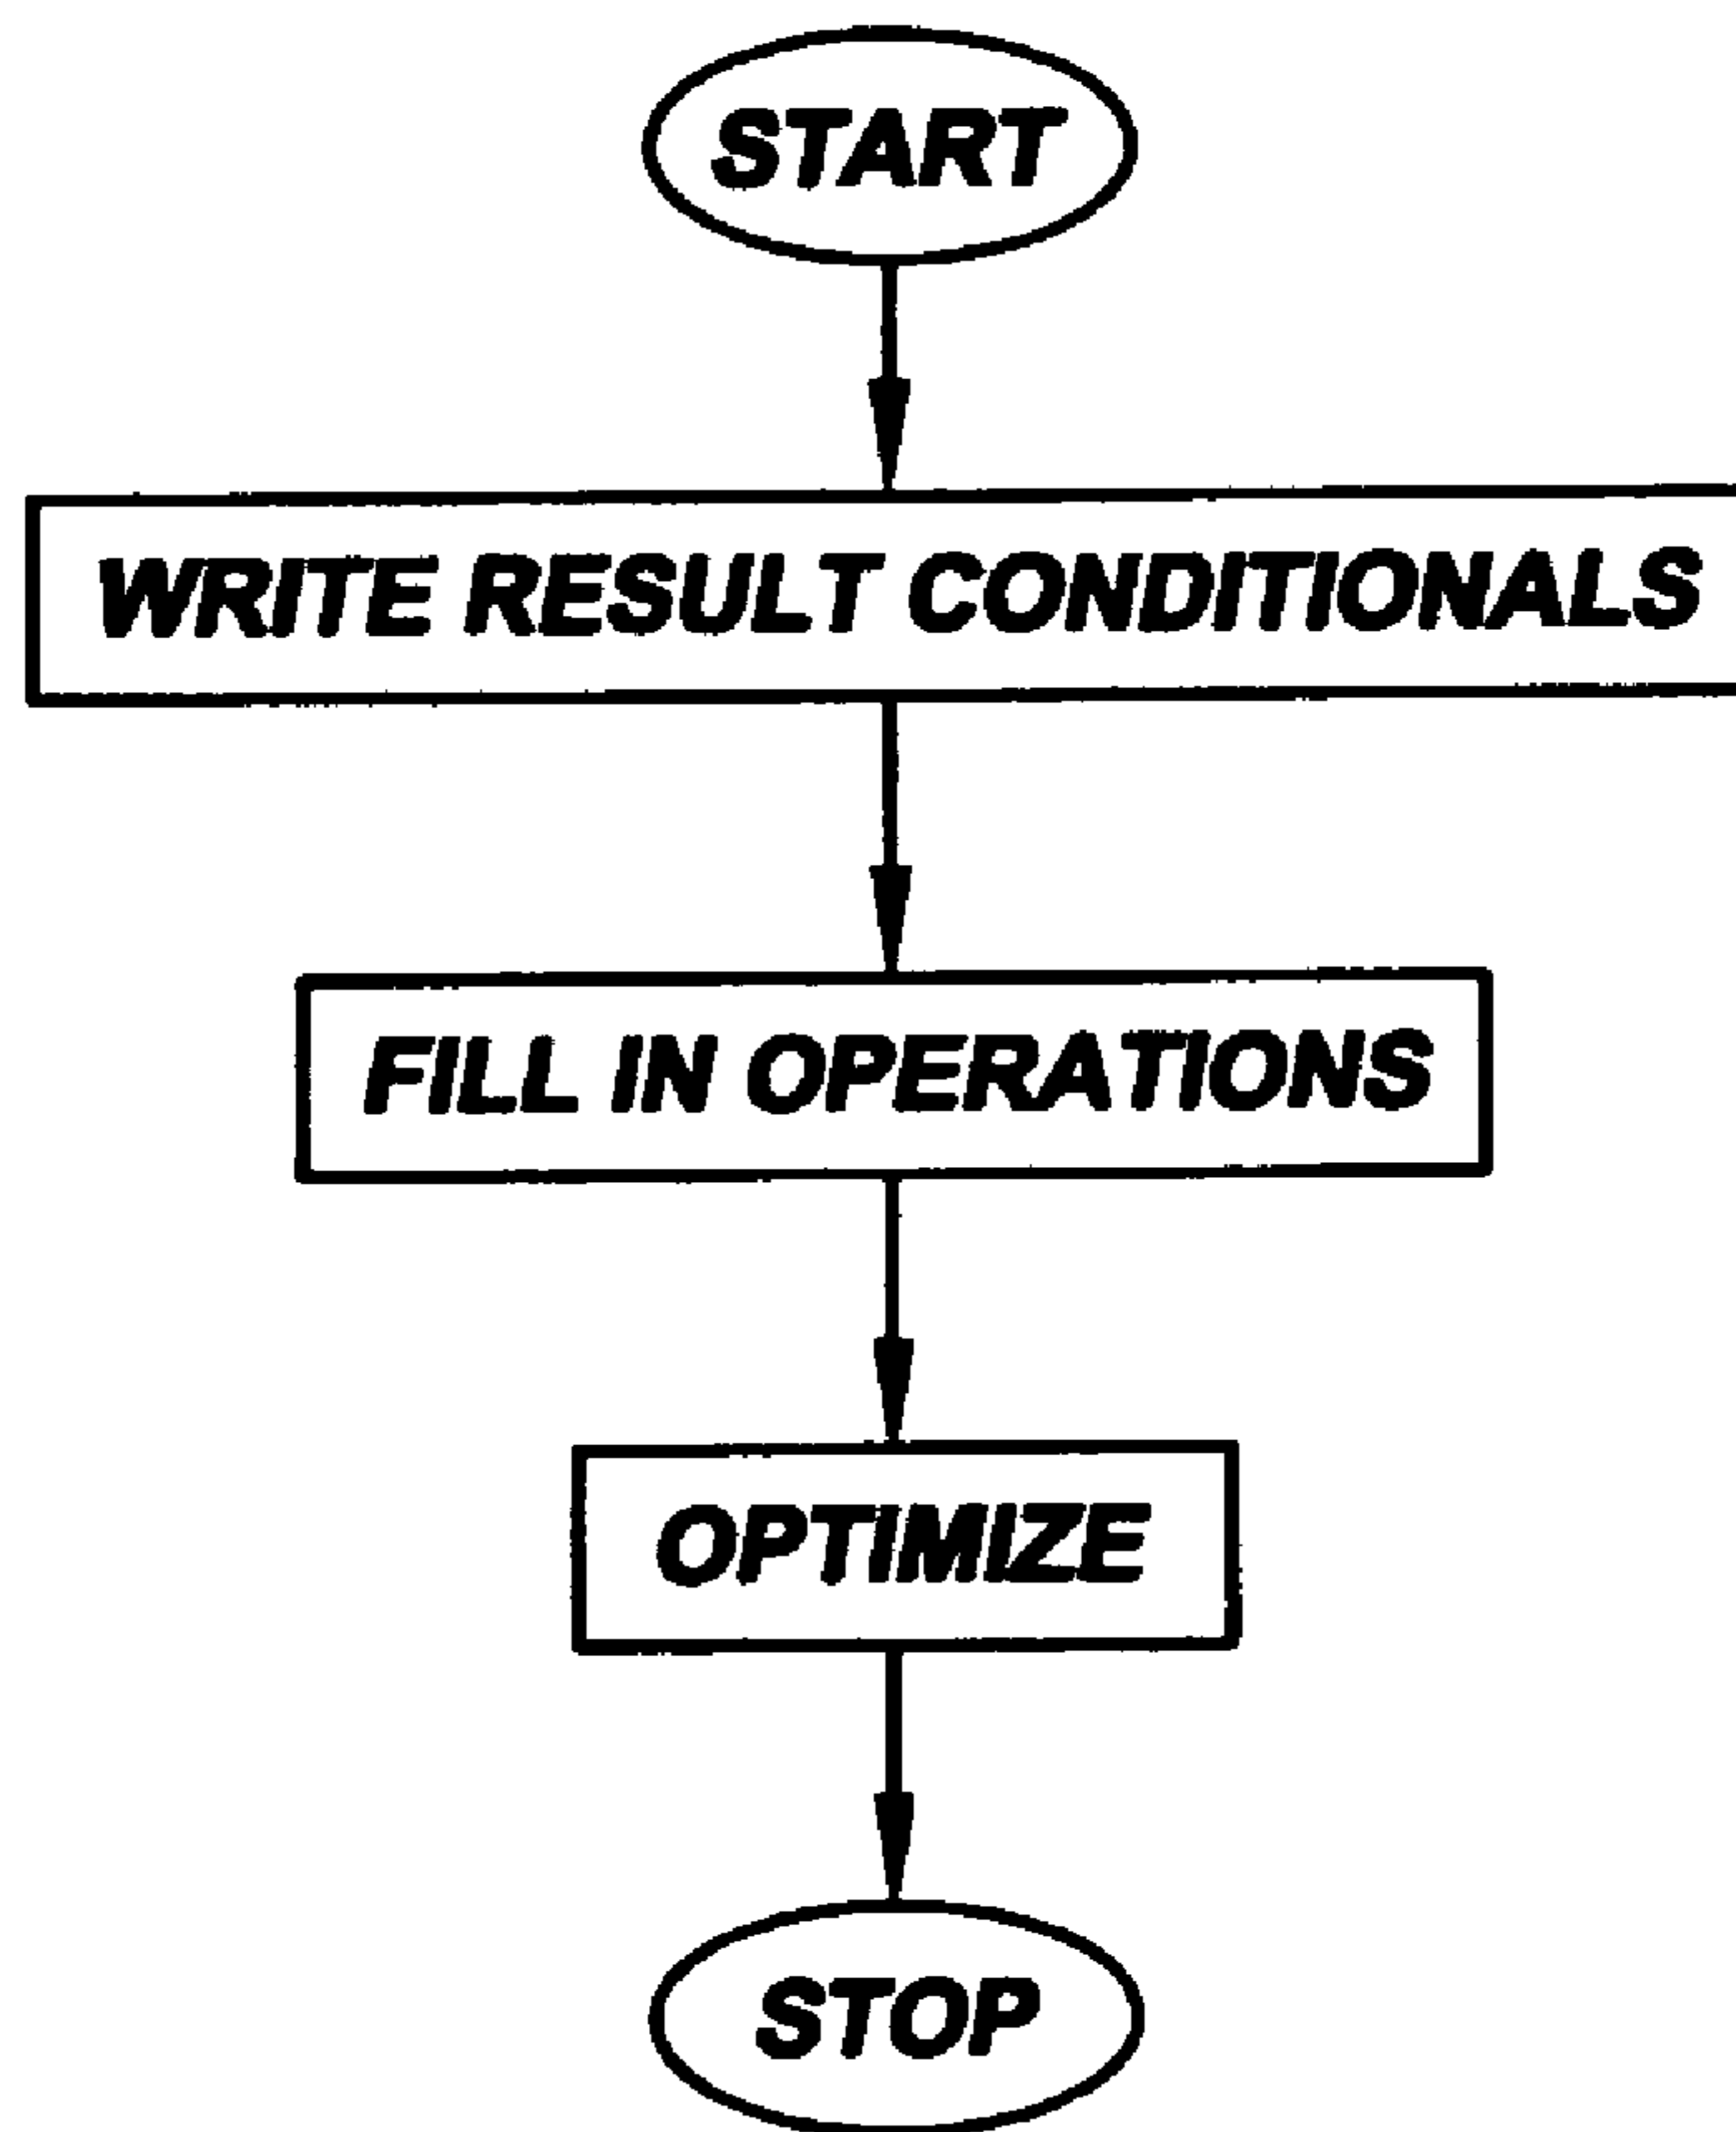 START
WRITE RESULT CONDITIONALS
FILL IN OPERATIONS
OPTIMIZE
STOP